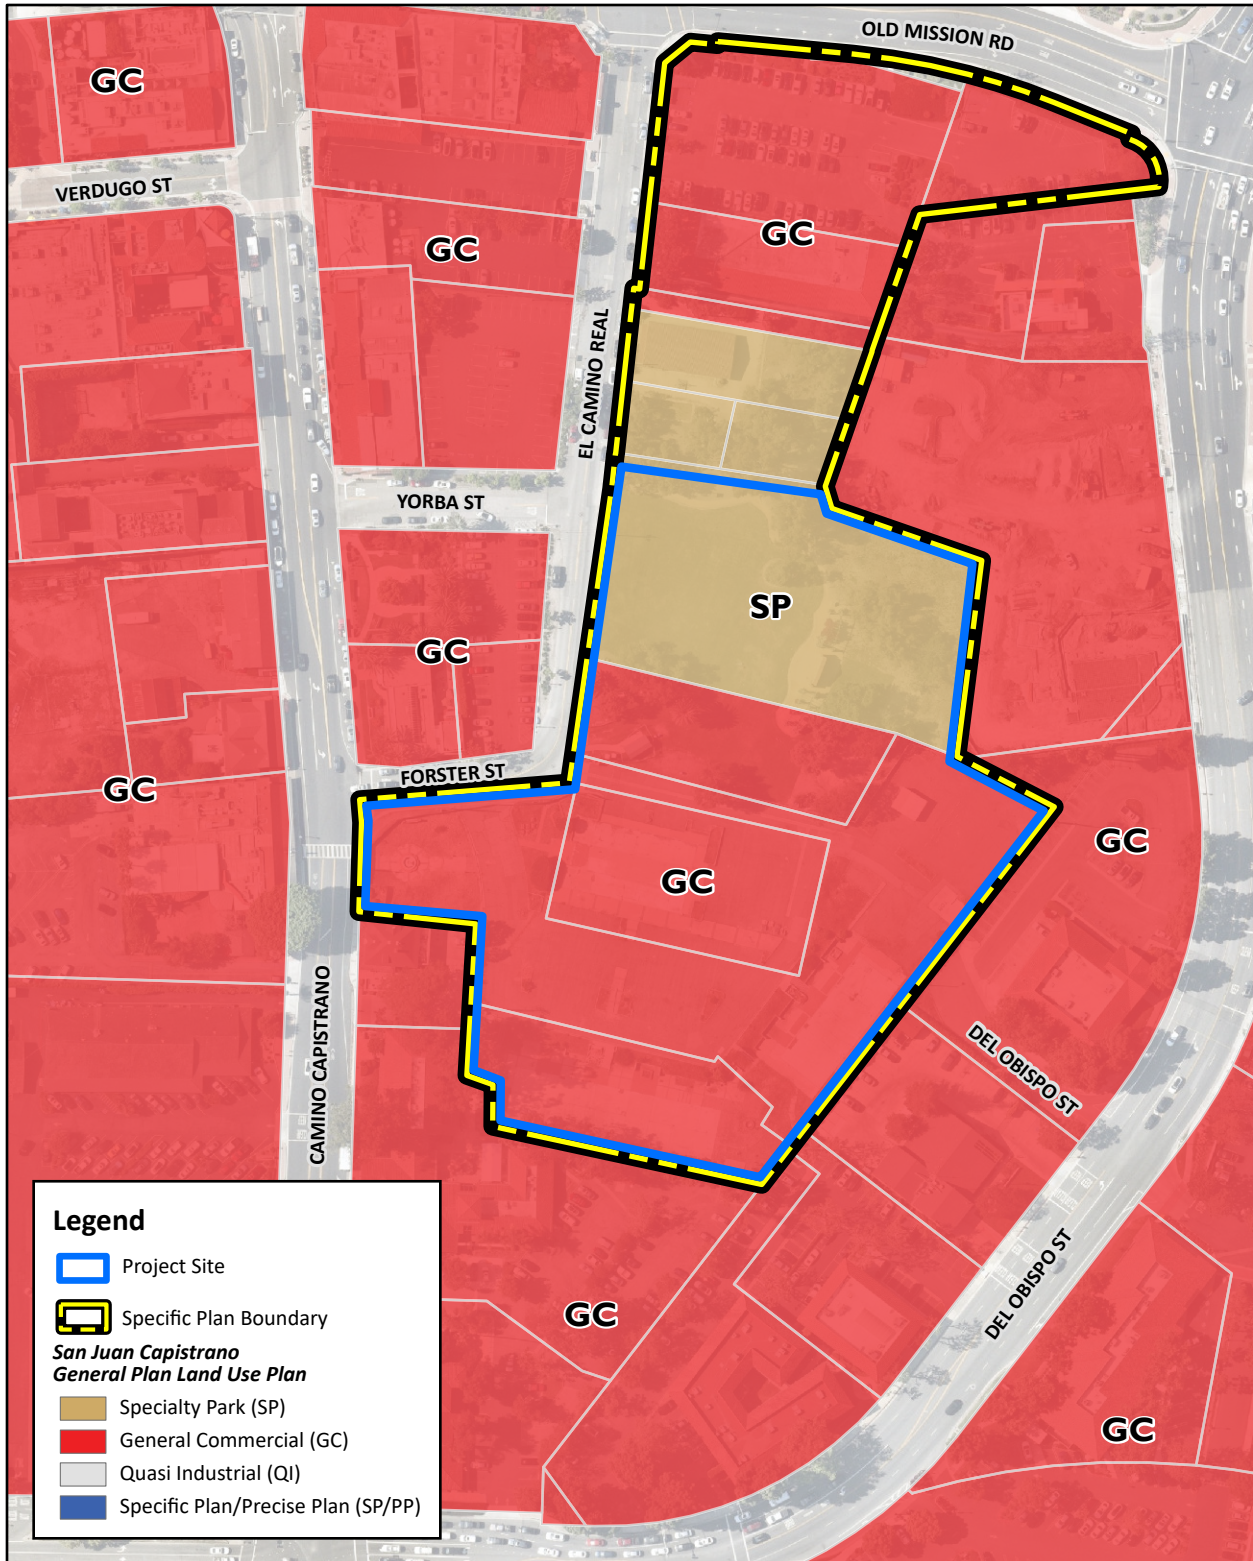 OLD MISSION RD
GC
VERDUGO ST
GC
GC
EL CAMINO REAL
YORBA ST
SP
GC
FORSTER ST
GC
GC
GC
CAMINO CAPISTRANO
DEL OBISPO ST
DEL OBISPO ST
GC
GC
Legend
Project Site
Specific Plan Boundary
San Juan Capistrano
General Plan Land Use Plan
Specialty Park (SP)
General Commercial (GC)
Quasi Industrial (QI)
Specific Plan/Precise Plan (SP/PP)